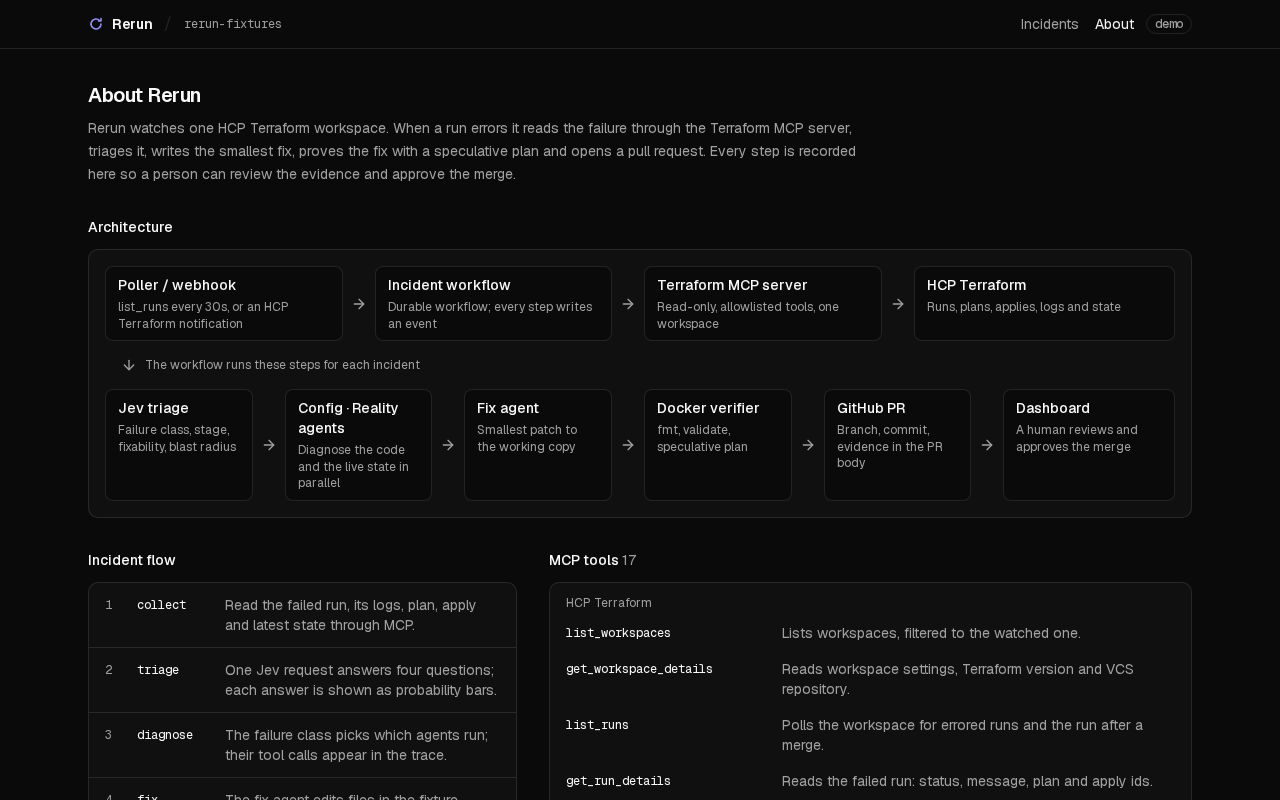 Rerun / rerun-fixtures
Incidents About demo
About Rerun
Rerun watches one HCP Terraform workspace. When a run errors it reads the failure through the Terraform MCP server,
triages it, writes the smallest fix, proves the fix with a speculative plan and opens a pull request. Every step is recorded
here so a person can review the evidence and approve the merge.
Architecture
Poller / webhook
list_runs every 30s, or an HCP
Terraform notification
Incident workflow
Durable workflow; every step writes
an event
Terraform MCP server
Read-only, allowlisted tools, one
workspace
HCP Terraform
Runs, plans, applies, logs and state
The workflow runs these steps for each incident
Jev triage
Failure class, stage,
fixability, blast radius
Config · Reality
agents
Diagnose the code
and the live state in
parallel
Fix agent
Smallest patch to
the working copy
Docker verifier
fmt, validate,
speculative plan
GitHub PR
Branch, commit,
evidence in the PR
body
Dashboard
A human reviews and
approves the merge
Incident flow
1 collect Read the failed run, its logs, plan, apply
and latest state through MCP.
2 triage One Jev request answers four questions;
each answer is shown as probability bars.
3 diagnose The failure class picks which agents run;
their tool calls appear in the trace.
4 fix The fix agent edits files in the fixture
MCP tools 17
HCP Terraform
list_workspaces Lists workspaces, filtered to the watched one.
get_workspace_details Reads workspace settings, Terraform version and VCS
repository.
list_runs Polls the workspace for errored runs and the run after a
merge.
get_run_details Reads the failed run: status, message, plan and apply ids.